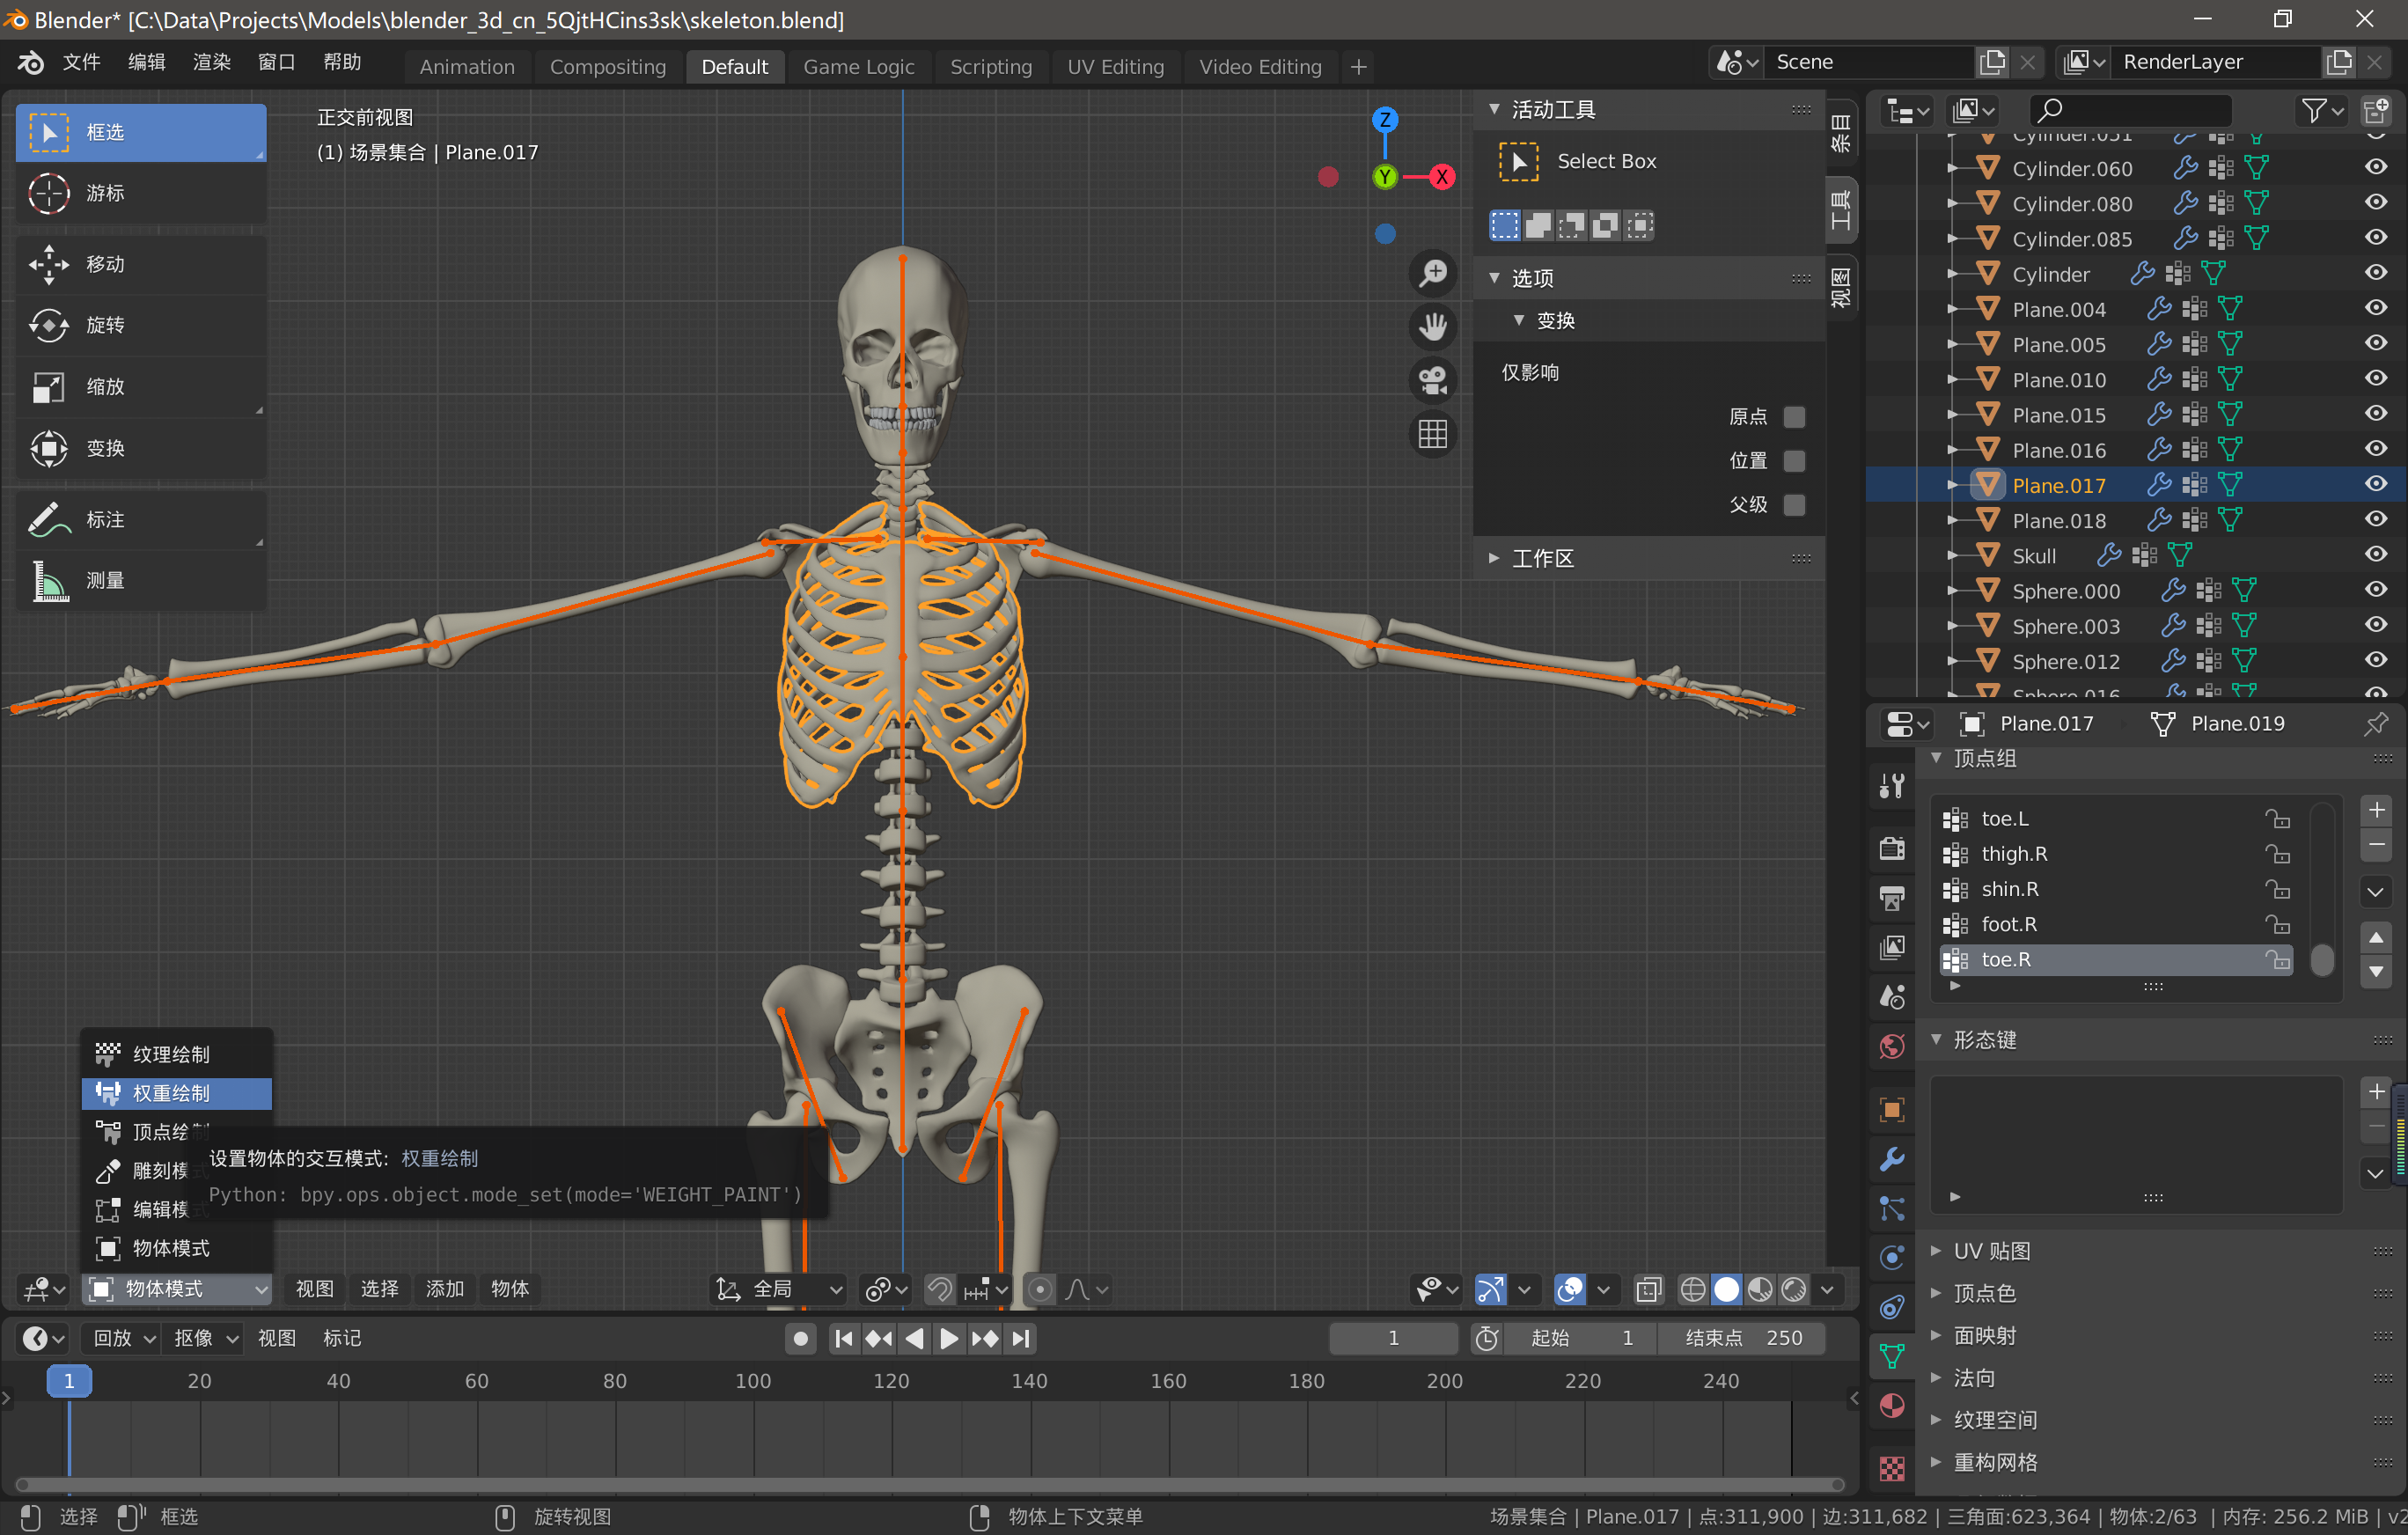 Blender* [C:\Data\Projects\Models\blender_3d_cn_5QjtHCins3sk\skeleton.blend]
文件 编辑 渲染 窗口 帮助 Animation Compositing Default Game Logic Scripting UV Editing Video Editing + Scene RenderLayer
框选
游标
移动
旋转
缩放
变换
标注
测量
正交前视图
(1) 场景集合 | Plane.017
Z
Y
X
活动工具
Select Box
选项
变换
仅影响
原点
位置
父级
工作区
条目
工具
视图
Cylinder.051
Cylinder.060
Cylinder.080
Cylinder.085
Cylinder
Plane.004
Plane.005
Plane.010
Plane.015
Plane.016
Plane.017
Plane.018
Skull
Sphere.000
Sphere.003
Sphere.012
Sphere.016
Plane.017 Plane.019
顶点组
toe.L
thigh.R
shin.R
foot.R
toe.R
形态键
UV 贴图
顶点色
面映射
法向
纹理空间
重构网格
纹理绘制
权重绘制
顶点绘制
雕刻模
编辑模
物体模式
设置物体的交互模式: 权重绘制
Python: bpy.ops.object.mode_set(mode='WEIGHT_PAINT')
物体模式 视图 选择 添加 物体 全局
回放 抠像 视图 标记 1 起始 1 结束点 250
1 20 40 60 80 100 120 140 160 180 200 220 240
选择 框选 旋转视图 物体上下文菜单 场景集合 | Plane.017 | 点:311,900 | 边:311,682 | 三角面:623,364 | 物体:2/63 | 内存: 256.2 MiB | v2